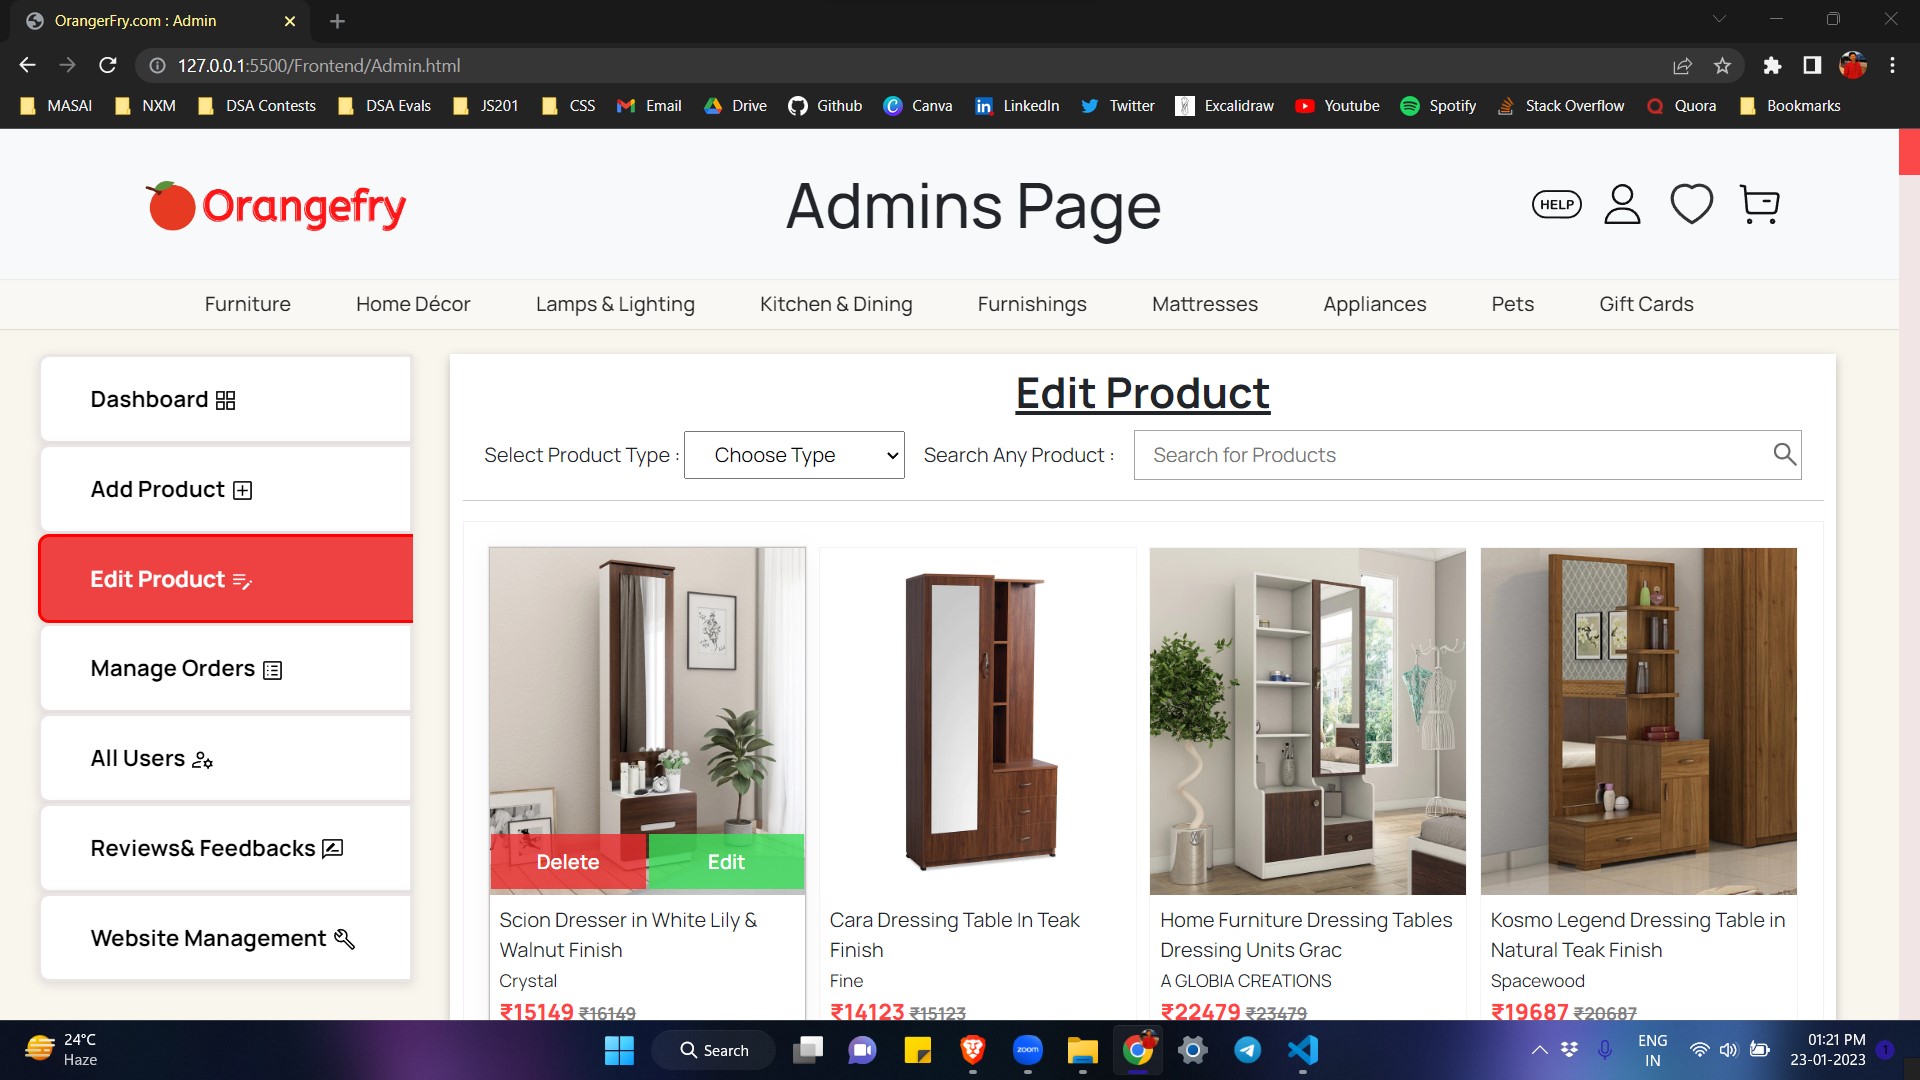 OrangerFry.com : Admin
127.0.0.1:5500/Frontend/Admin.html
MASAI NXM DSA Contests DSA Evals JS201 CSS Email Drive Github Canva LinkedIn Twitter Excalidraw Youtube Spotify Stack Overflow Quora Bookmarks
Orangefry
Admins Page
HELP
Furniture Home Décor Lamps & Lighting Kitchen & Dining Furnishings Mattresses Appliances Pets Gift Cards
Dashboard
Add Product
Edit Product
Manage Orders
All Users
Reviews& Feedbacks
Website Management
Edit Product
Select Product Type : Choose Type Search Any Product : Search for Products
Delete Edit
Scion Dresser in White Lily &
Walnut Finish
Crystal
₹15149 ₹16149
Cara Dressing Table In Teak
Finish
Fine
₹14123 ₹15123
Home Furniture Dressing Tables
Dressing Units Grac
A GLOBIA CREATIONS
₹22479 ₹23479
Kosmo Legend Dressing Table in
Natural Teak Finish
Spacewood
₹19687 ₹20687
24°C
Haze
Search
zoom
ENG
IN
01:21 PM
23-01-2023
1